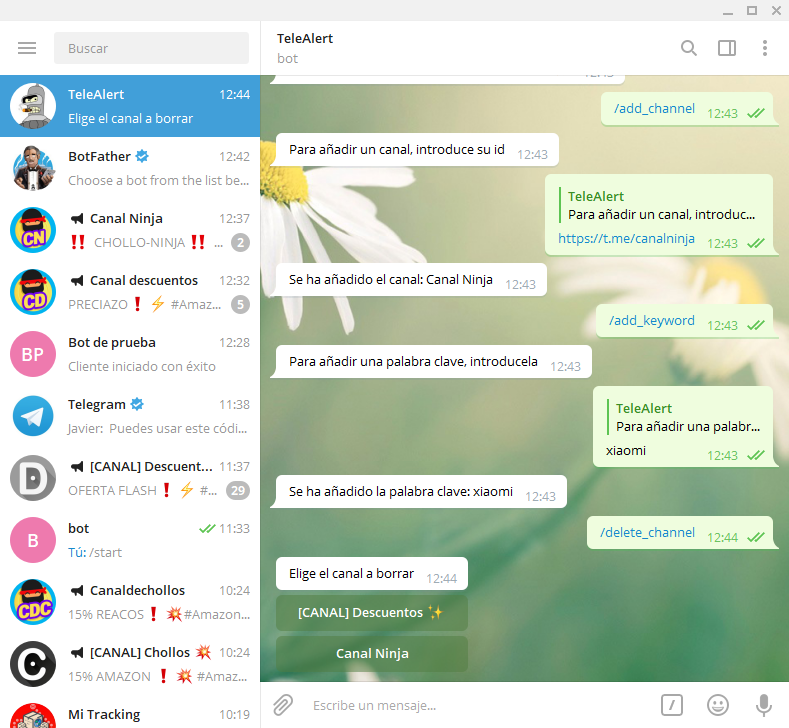 Buscar
TeleAlert
12:44
Elige el canal a borrar
BotFather
12:42
Choose a bot from the list be...
Canal Ninja
12:37
‼️ CHOLLO-NINJA ‼️ ...
2
CN
Canal descuentos
12:32
PRECIAZO ❗ ⚡ #Amaz...
5
CD
BP
Bot de prueba
12:28
Cliente iniciado con éxito
Telegram
11:38
Javier: Puedes usar este códi...
D
[CANAL] Descuent...
11:37
OFERTA FLASH ❗ ⚡ #...
29
B
bot
11:33
Tú: /start
CDC
Canaldechollos
10:24
15% REACOS ❗ 💥#Amazon...
C
[CANAL] Chollos 💥
10:24
15% AMAZON ❗ 💥 #Amaz...
Mi Tracking
10:19
TeleAlert
bot
12:43
/add_channel 12:43
Para añadir un canal, introduce su id 12:43
TeleAlert
Para añadir un canal, introduc...
https://t.me/canalninja 12:43
Se ha añadido el canal: Canal Ninja 12:43
/add_keyword 12:43
Para añadir una palabra clave, introducela 12:43
TeleAlert
Para añadir una palabr...
xiaomi 12:43
Se ha añadido la palabra clave: xiaomi 12:43
/delete_channel 12:44
Elige el canal a borrar 12:44
[CANAL] Descuentos ✨
Canal Ninja
Escribe un mensaje...